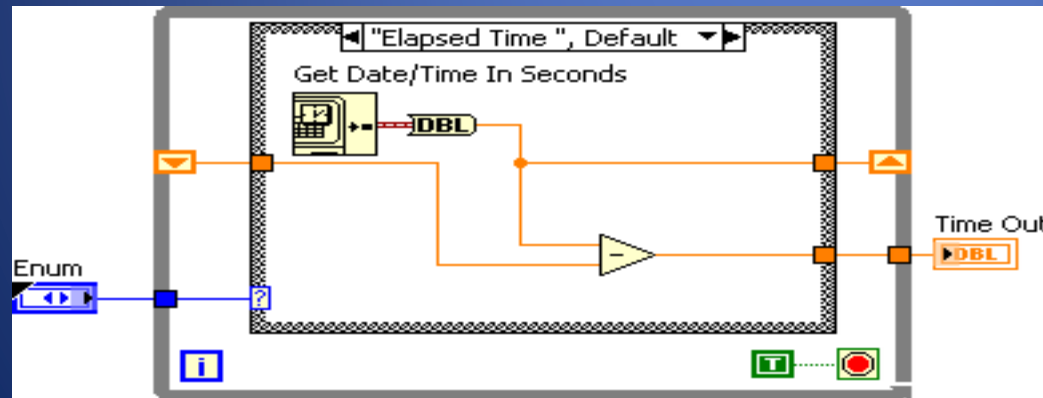 "Elapsed Time ", Default
Get Date/Time In Seconds
DBL
Time Out
DBL
Enum
?
i
T